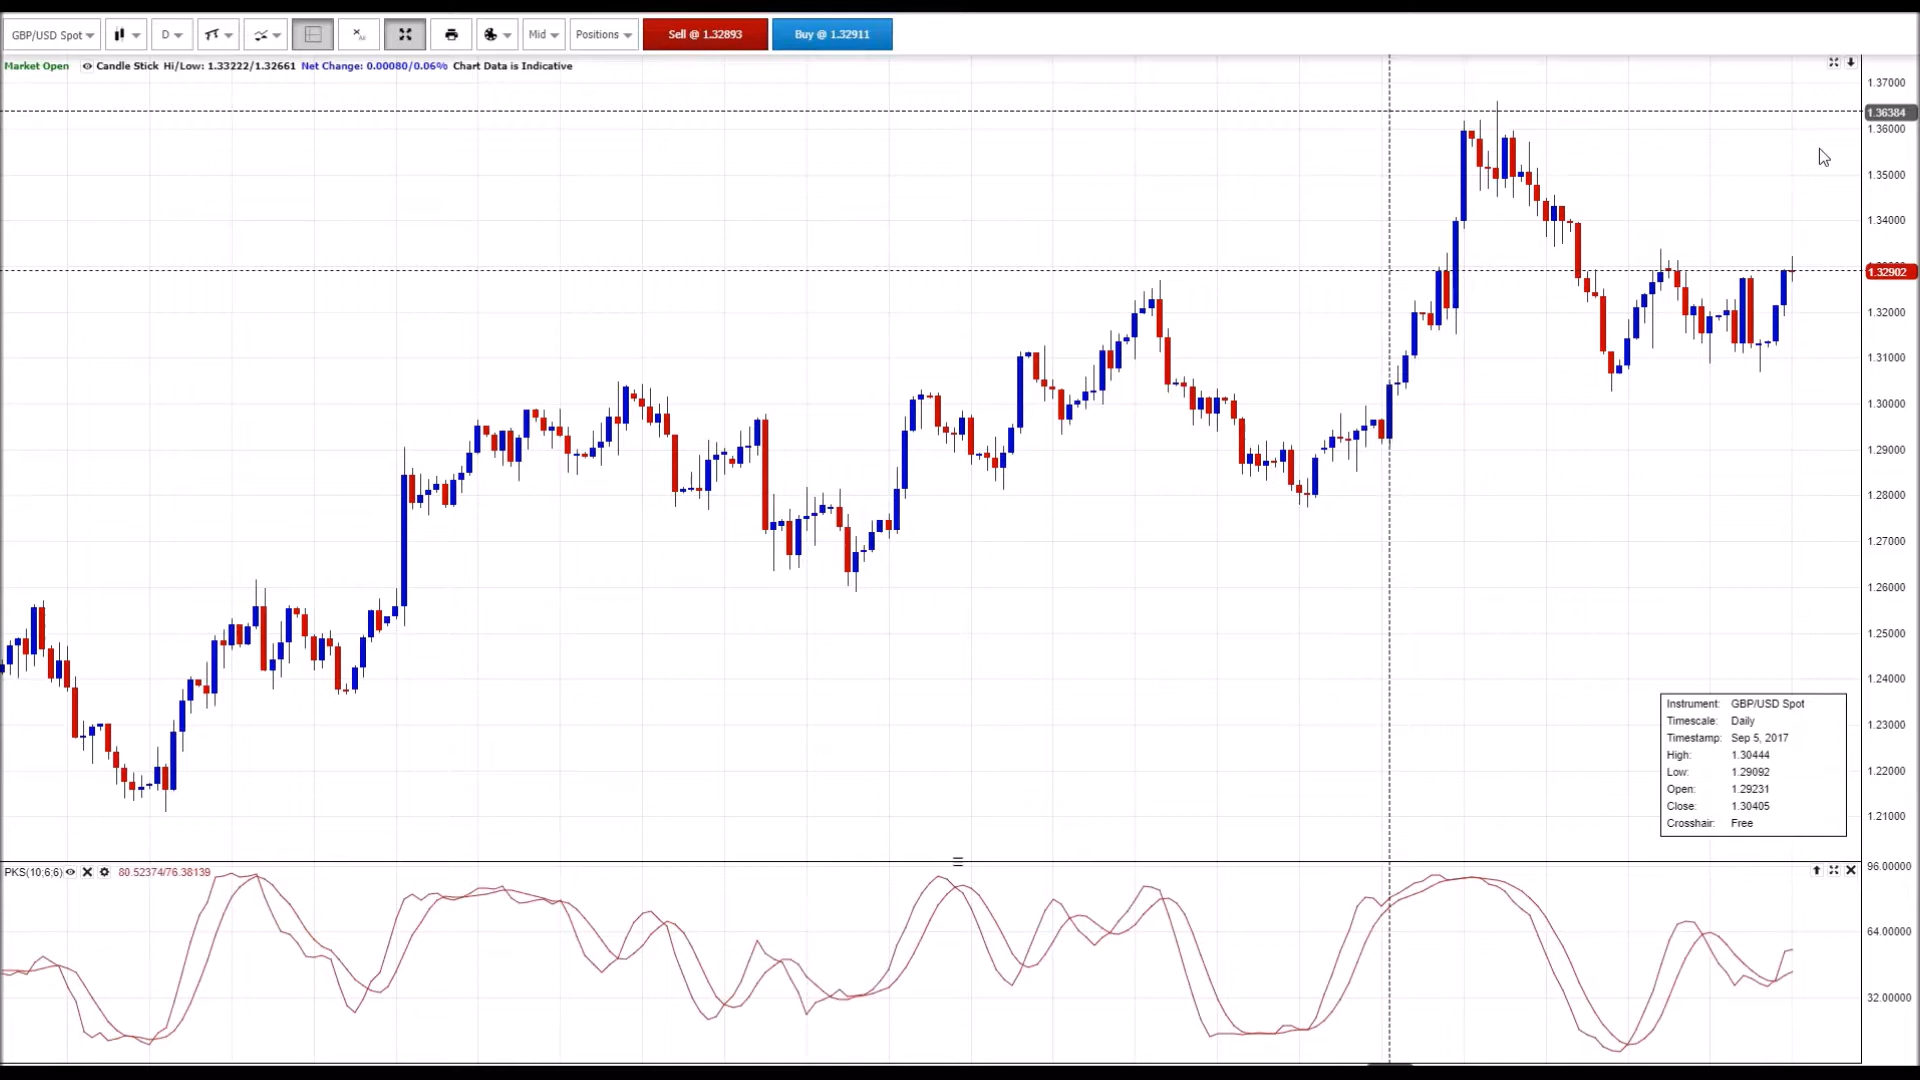 GBP/USD Spot D Mid Positions Sell @ 1.32893 Buy @ 1.32911
Market Open Candle Stick Hi/Low: 1.33222/1.32661 Net Change: 0.00080/0.06% Chart Data is Indicative
1.37000
1.36384
1.36000
1.35000
1.34000
1.32902
1.32000
1.31000
1.30000
1.29000
1.28000
1.27000
1.26000
1.25000
1.24000
1.23000
1.22000
1.21000
Instrument: GBP/USD Spot
Timescale: Daily
Timestamp: Sep 5, 2017
High: 1.30444
Low: 1.29092
Open: 1.29231
Close: 1.30405
Crosshair: Free
PKS(10;6;6) 80.52374/76.38139
96.00000
64.00000
32.00000